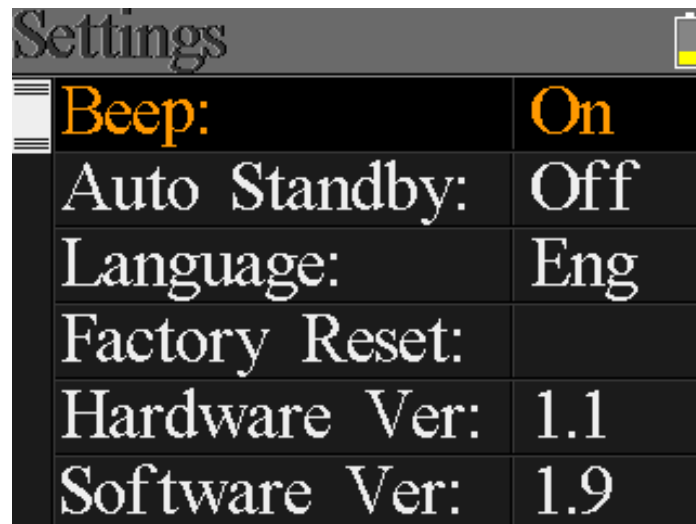 Settings
Beep: On
Auto Standby: Off
Language: Eng
Factory Reset:
Hardware Ver: 1.1
Software Ver: 1.9